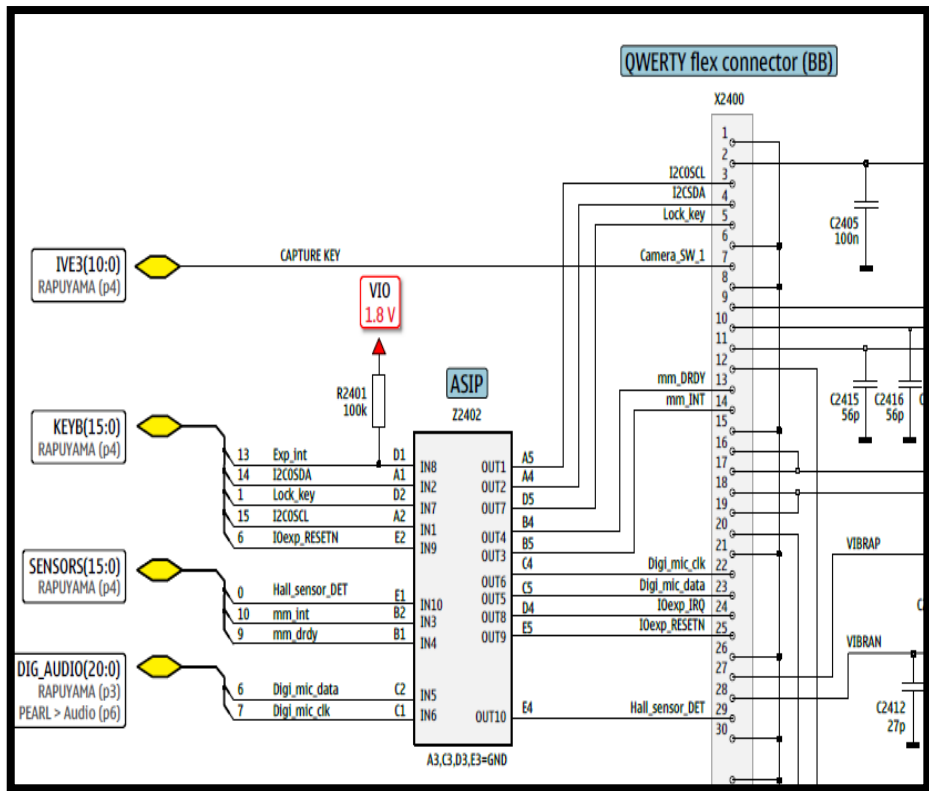 QWERTY flex connector (BB)
X2400
1
2
3
4
5
6
7
8
9
10
11
12
13
14
15
16
17
18
19
20
21
22
23
24
25
26
27
28
29
30
I2C0SCL
I2CSDA
Lock_key
Camera_SW_1
mm_DRDY
mm_INT
Digi_mic_clk
Digi_mic_data
IOexp_IRQ
IOexp_RESETN
Hall_sensor_DET
C2405
100n
C2415
56p
C2416
56p
VIBRAP
VIBRAN
C2412
27p
IVE3(10:0)
RAPUYAMA (p4)
CAPTURE KEY
VIO
1.8 V
R2401
100k
ASIP
Z2402
KEYB(15:0)
RAPUYAMA (p4)
13 Exp_int D1 IN8
14 I2C0SDA A1 IN2
1 Lock_key D2 IN7
15 I2C0SCL A2 IN1
6 IOexp_RESETN E2 IN9
SENSORS(15:0)
RAPUYAMA (p4)
0 Hall_sensor_DET E1 IN10
10 mm_int B2 IN3
9 mm_drdy B1 IN4
DIG_AUDIO(20:0)
RAPUYAMA (p3)
PEARL > Audio (p6)
6 Digi_mic_data C2 IN5
7 Digi_mic_clk C1 IN6
OUT1 A5
OUT2 A4
OUT7 D5
OUT4 B4
OUT3 B5
OUT6 C4
OUT5 C5
OUT8 D4
OUT9 E5
OUT10 E4
A3,C3,D3,E3=GND